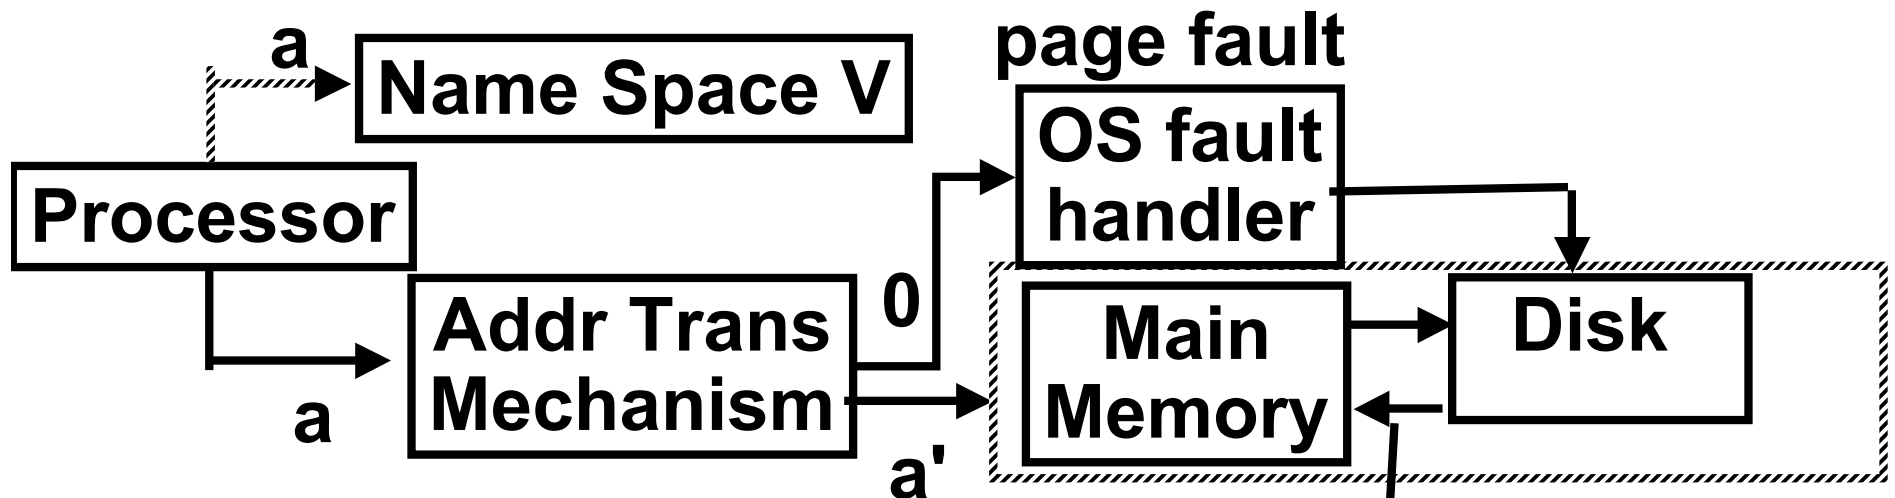 page fault
a
Name Space V
OS fault
handler
Processor
0
Addr Trans
Mechanism
Main
Memory
Disk
a
a'